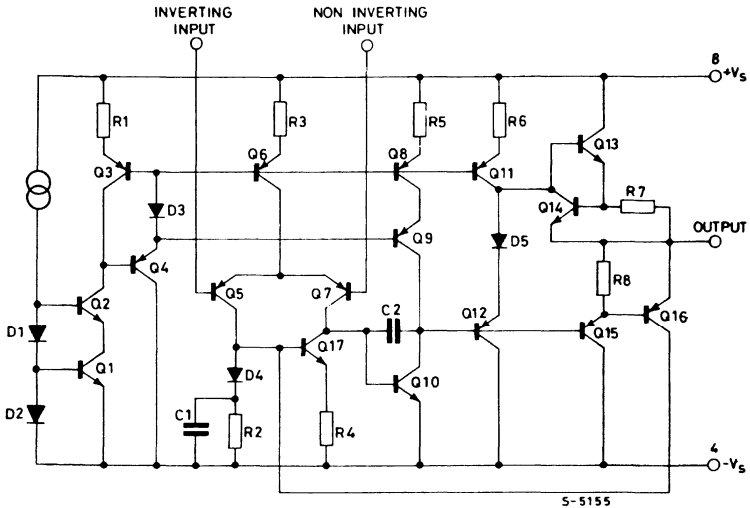 INVERTING
INPUT
NON INVERTING
INPUT
8
+Vs
R1
R3
R5
R6
Q13
Q3
Q6
Q8
Q11
R7
Q14
D3
OUTPUT
Q4
Q9
D5
Q5
Q7
R8
C2
Q2
Q12
Q15
Q16
D1
Q17
Q1
D4
Q10
D2
C1
R2
R4
4
-Vs
S-5155